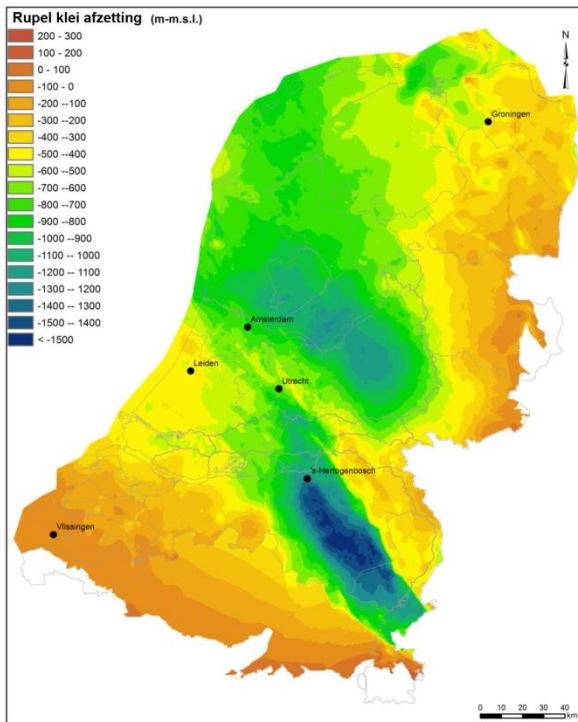 Rupel klei afzetting (m-m.s.l.)
200 - 300
100 - 200
0 - 100
-100 - 0
-200 --100
-300 --200
-400 --300
-500 --400
-600 --500
-700 --600
-800 --700
-900 --800
-1000 --900
-1100 - 1000
-1200 - 1100
-1300 - 1200
-1400 - 1300
-1500 -- 1400
< -1500
N
Groningen
Amsterdam
Leiden
Utrecht
's-Hertogenbosch
Vlissingen
0 10 20 30 40
km